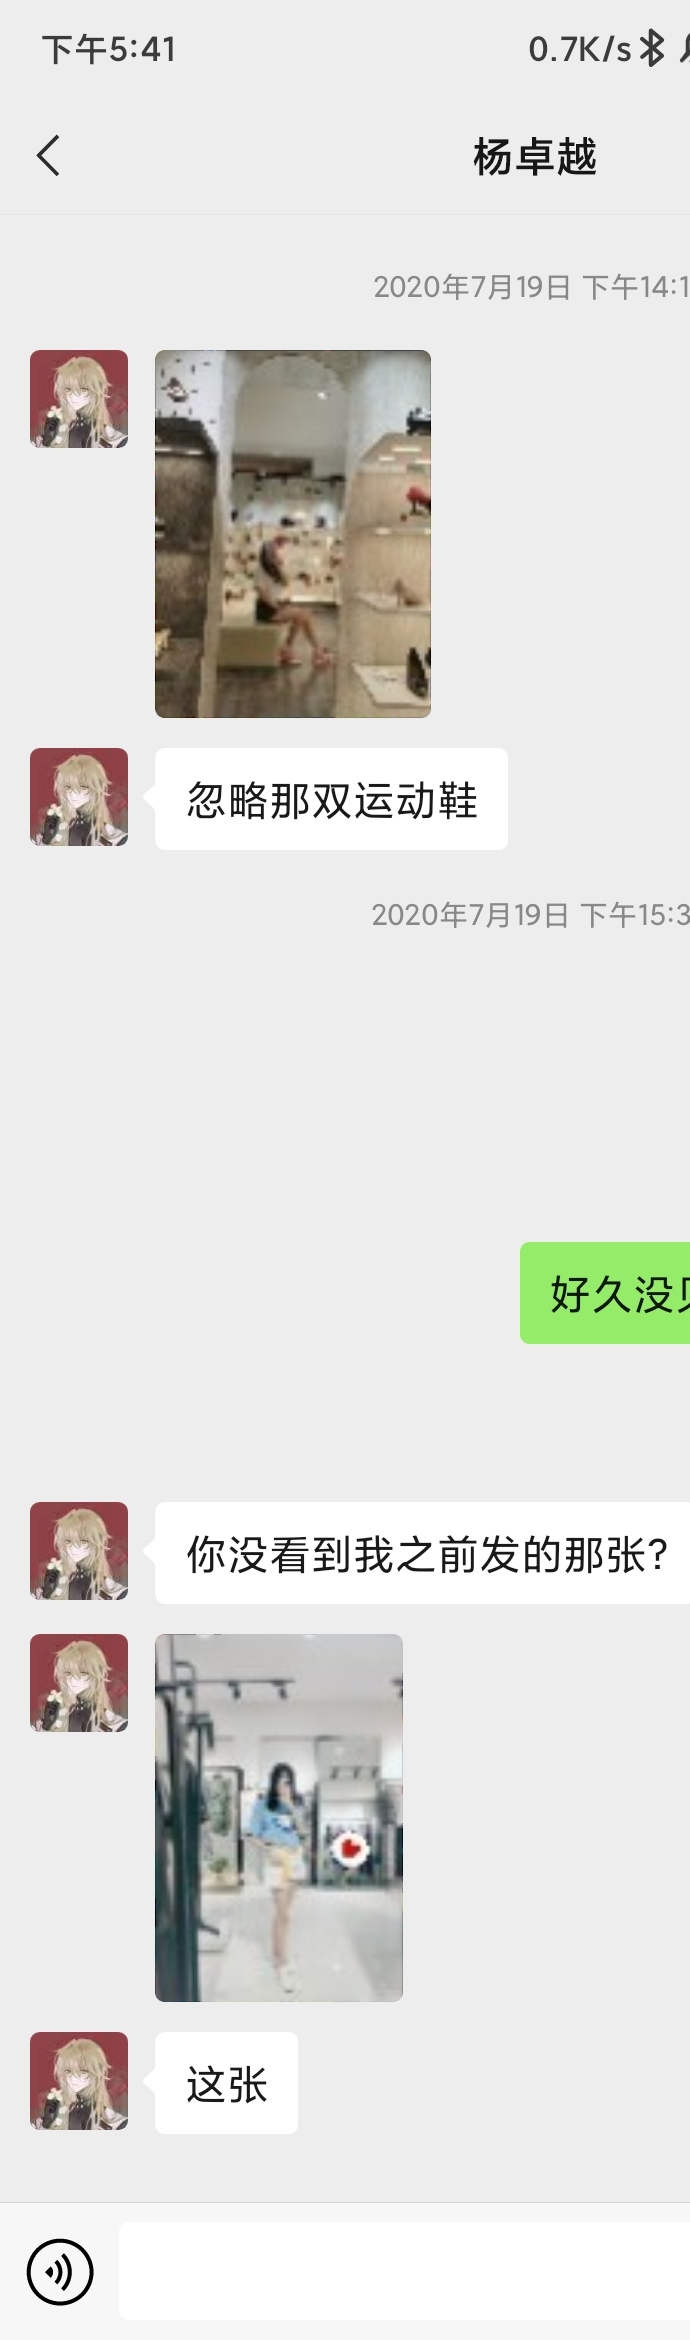 下午5:41
0.7K/s
杨卓越
2020年7月19日 下午14:1
忽略那双运动鞋
2020年7月19日 下午15:3
好久没
你没看到我之前发的那张?
这张